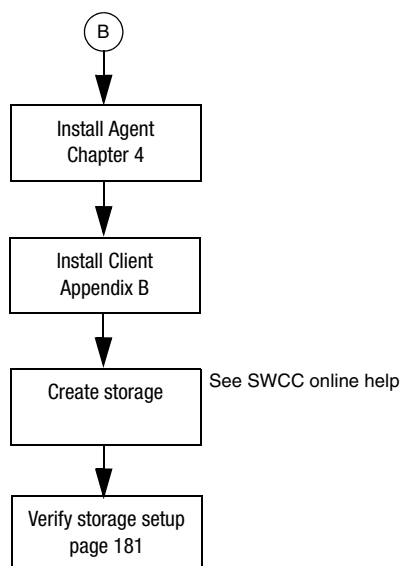 B
Install Agent
Chapter 4
Install Client
Appendix B
Create storage
See SWCC online help
Verify storage setup
page 181